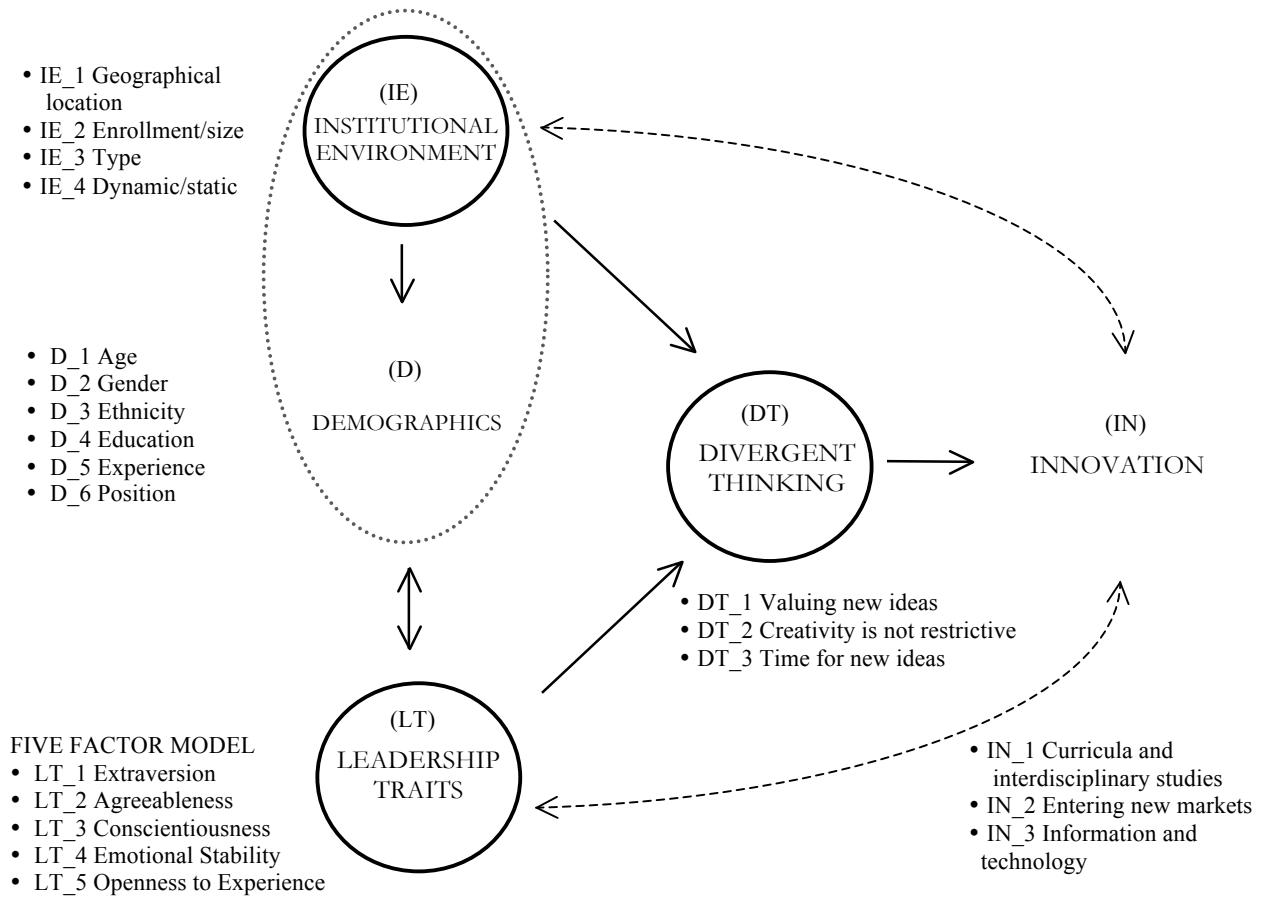 • IE_1 Geographical
location
• IE_2 Enrollment/size
• IE_3 Type
• IE_4 Dynamic/static
(IE)
INSTITUTIONAL
ENVIRONMENT
• D_1 Age
• D_2 Gender
• D_3 Ethnicity
• D_4 Education
• D_5 Experience
• D_6 Position
(D)
DEMOGRAPHICS
(DT)
DIVERGENT
THINKING
(IN)
INNOVATION
• DT_1 Valuing new ideas
• DT_2 Creativity is not restrictive
• DT_3 Time for new ideas
FIVE FACTOR MODEL
• LT_1 Extraversion
• LT_2 Agreeableness
• LT_3 Conscientiousness
• LT_4 Emotional Stability
• LT_5 Openness to Experience
(LT)
LEADERSHIP
TRAITS
• IN_1 Curricula and
interdisciplinary studies
• IN_2 Entering new markets
• IN_3 Information and
technology